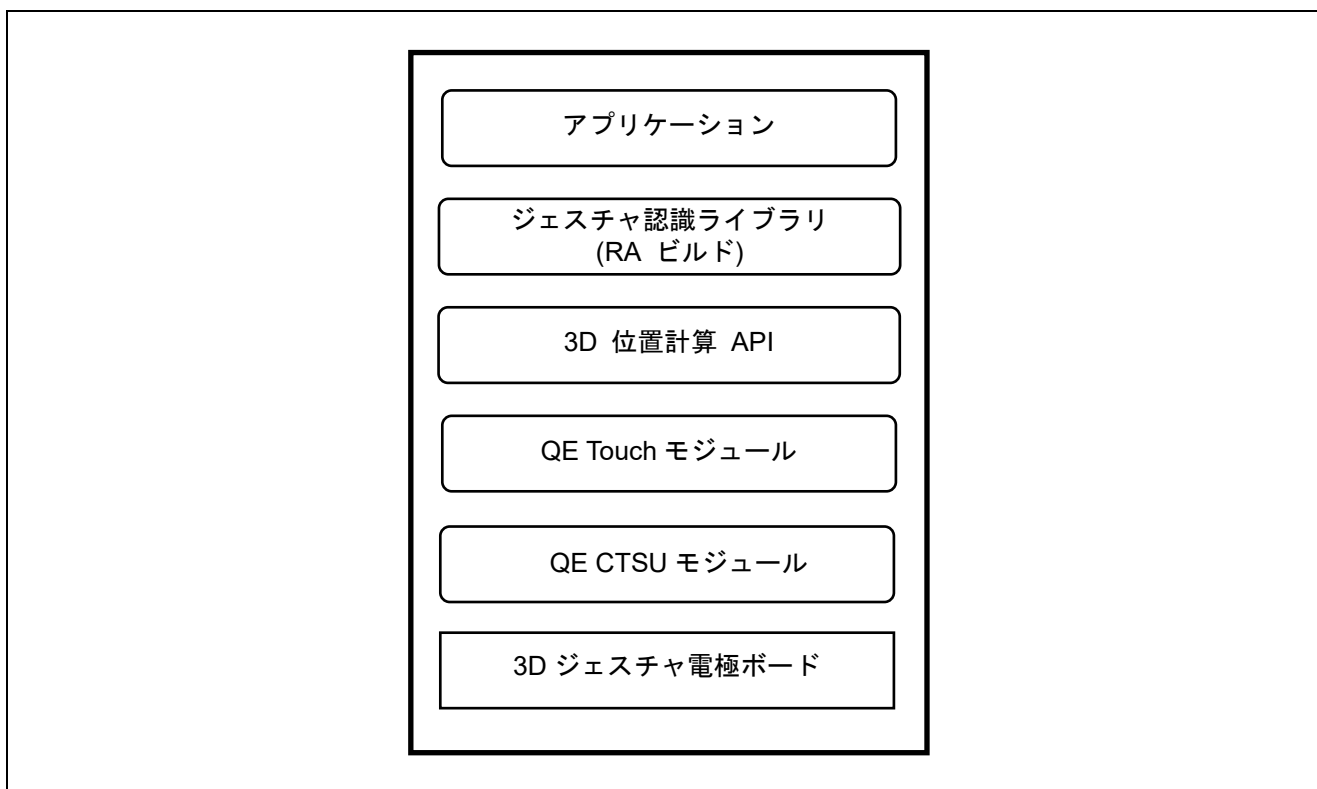 アプリケーション
ジェスチャ認識ライブラリ
(RA ビルド)
3D 位置計算 API
QE Touch モジュール
QE CTSU モジュール
3D ジェスチャ電極ボード